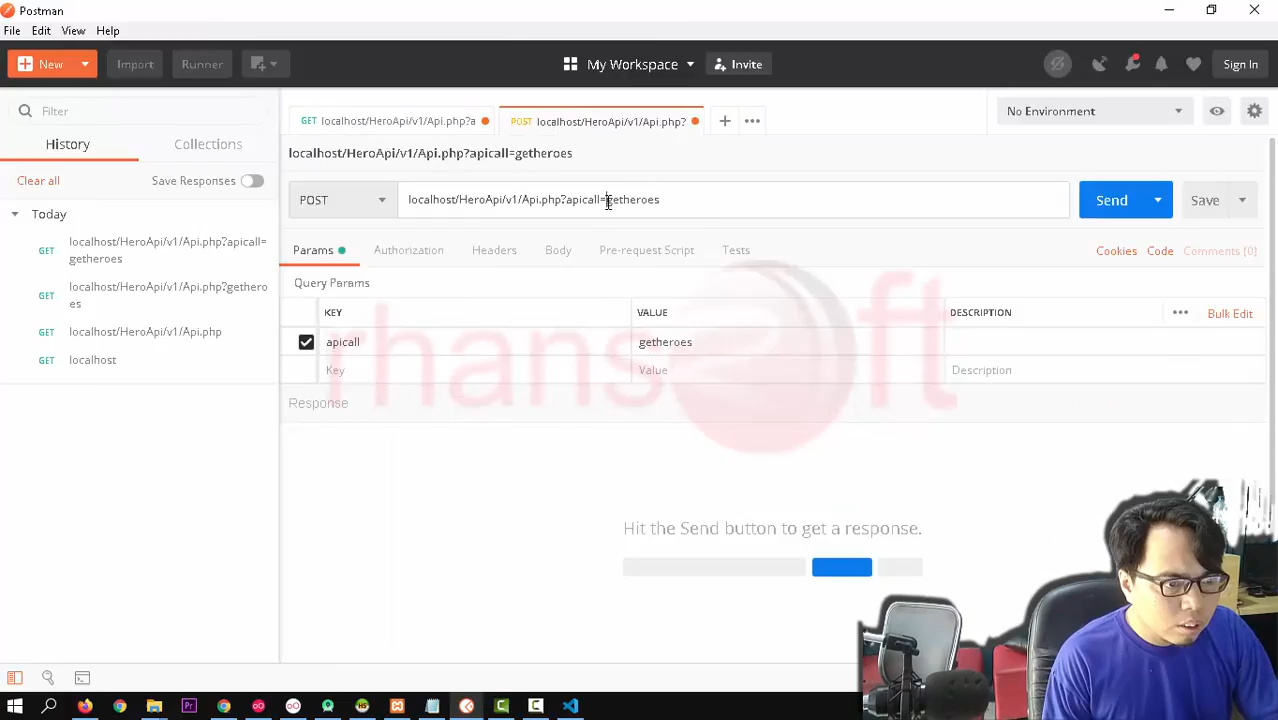 Postman
File Edit View Help
New Import Runner My Workspace Invite Sign In
Filter
History Collections
Clear all Save Responses
Today
GET localhost/HeroApi/v1/Api.php?apicall=
getheroes
GET localhost/HeroApi/v1/Api.php?gethero
es
GET localhost/HeroApi/v1/Api.php
GET localhost
GET localhost/HeroApi/v1/Api.php?a POST localhost/HeroApi/v1/Api.php? No Environment
localhost/HeroApi/v1/Api.php?apicall=getheroes
POST localhost/HeroApi/v1/Api.php?apicall=getheroes Send Save
Params Authorization Headers Body Pre-request Script Tests Cookies Code Comments (0)
Query Params
KEY VALUE DESCRIPTION Bulk Edit
apicall getheroes
Key Value Description
Response
rhansoft
Hit the Send button to get a response.